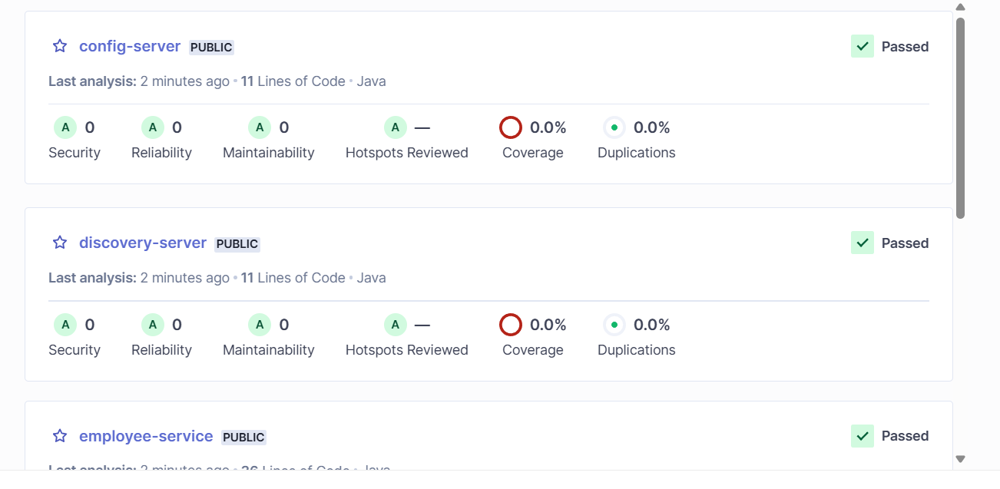 config-server PUBLIC Passed
Last analysis: 2 minutes ago • 11 Lines of Code • Java
A 0 A 0 A 0 A — 0.0% 0.0%
Security Reliability Maintainability Hotspots Reviewed Coverage Duplications
discovery-server PUBLIC Passed
Last analysis: 2 minutes ago • 11 Lines of Code • Java
A 0 A 0 A 0 A — 0.0% 0.0%
Security Reliability Maintainability Hotspots Reviewed Coverage Duplications
employee-service PUBLIC Passed
Last analysis: 2 minutes ago • Lines of Code • Java